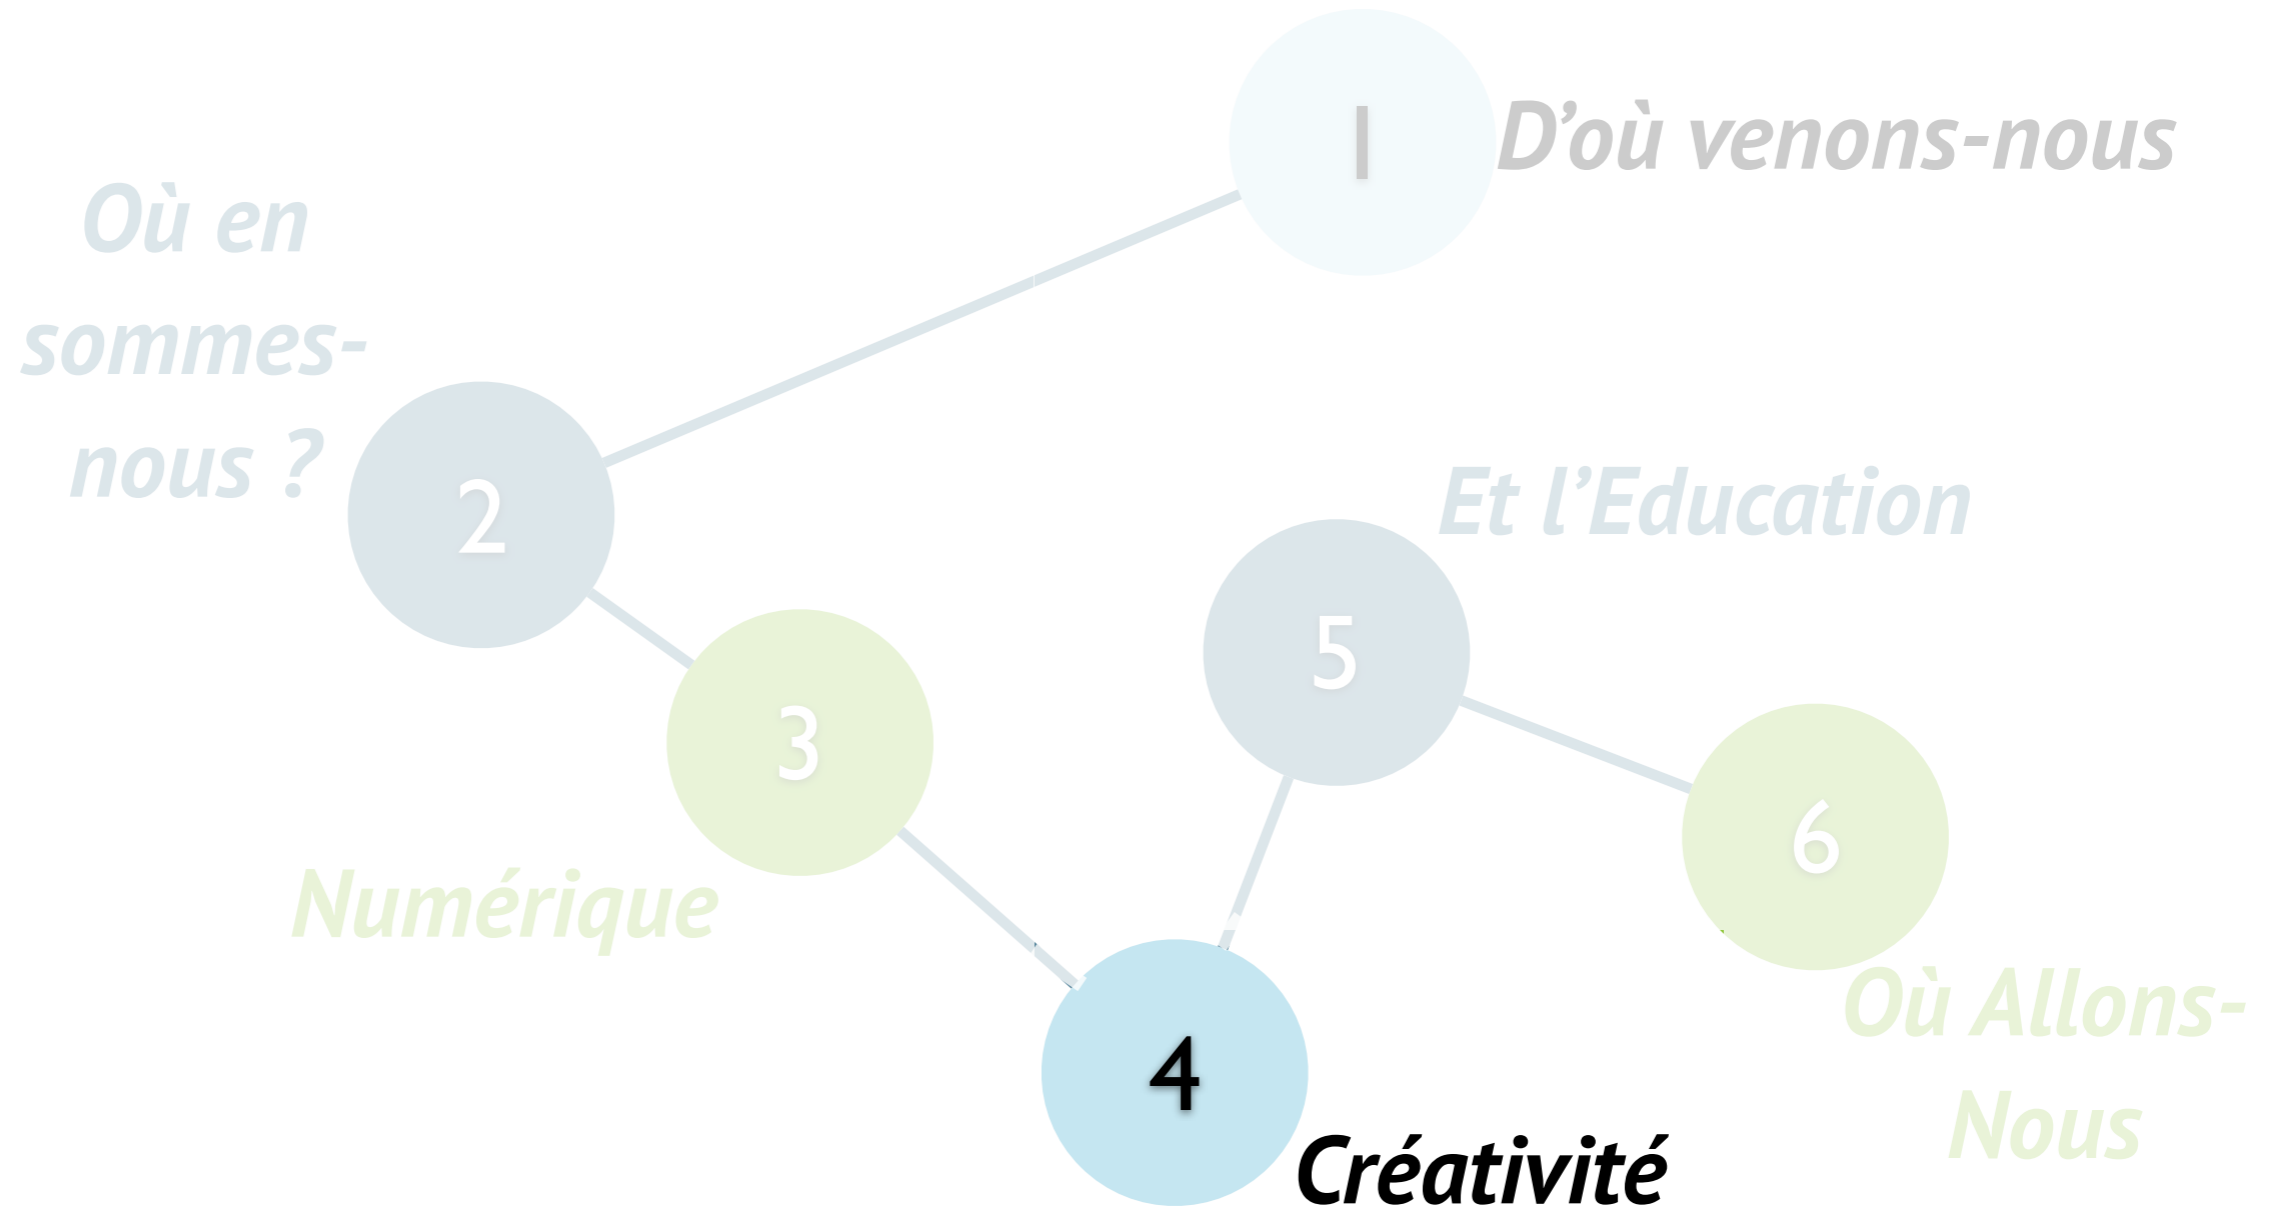 1
D’où venons-nous
Où en
sommes-
nous ?
2
3
Numérique
4
Créativité
5
Et l’Education
6
Où Allons-
Nous